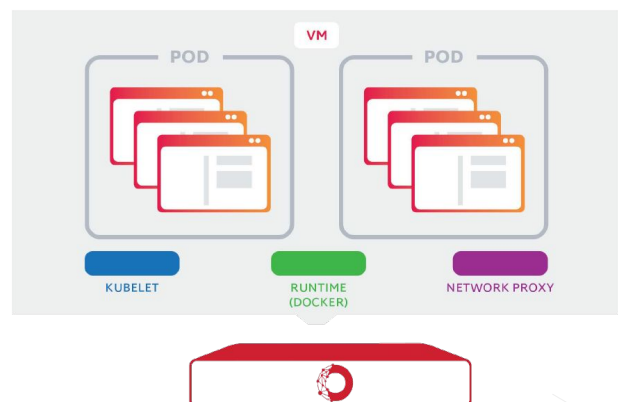 VM
POD
POD
KUBELET
RUNTIME
(DOCKER)
NETWORK PROXY